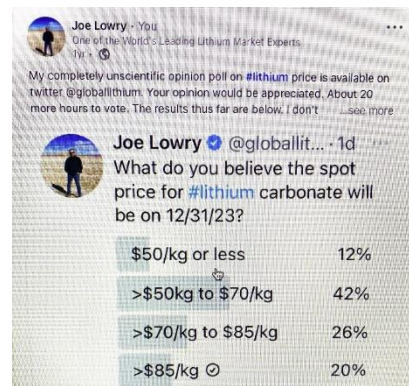 Joe Lowry • You
One of the World's Leading Lithium Market Experts
1yr •
My completely unscientific opinion poll on #lithium price is available on
twitter @globallithium. Your opinion would be appreciated. About 20
more hours to vote. The results thus far are below. I don't ...see more
Joe Lowry @globallit... · 1d
What do you believe the spot
price for #lithium carbonate will
be on 12/31/23?
$50/kg or less 12%
>$50kg to $70/kg 42%
>$70/kg to $85/kg 26%
>$85/kg 20%